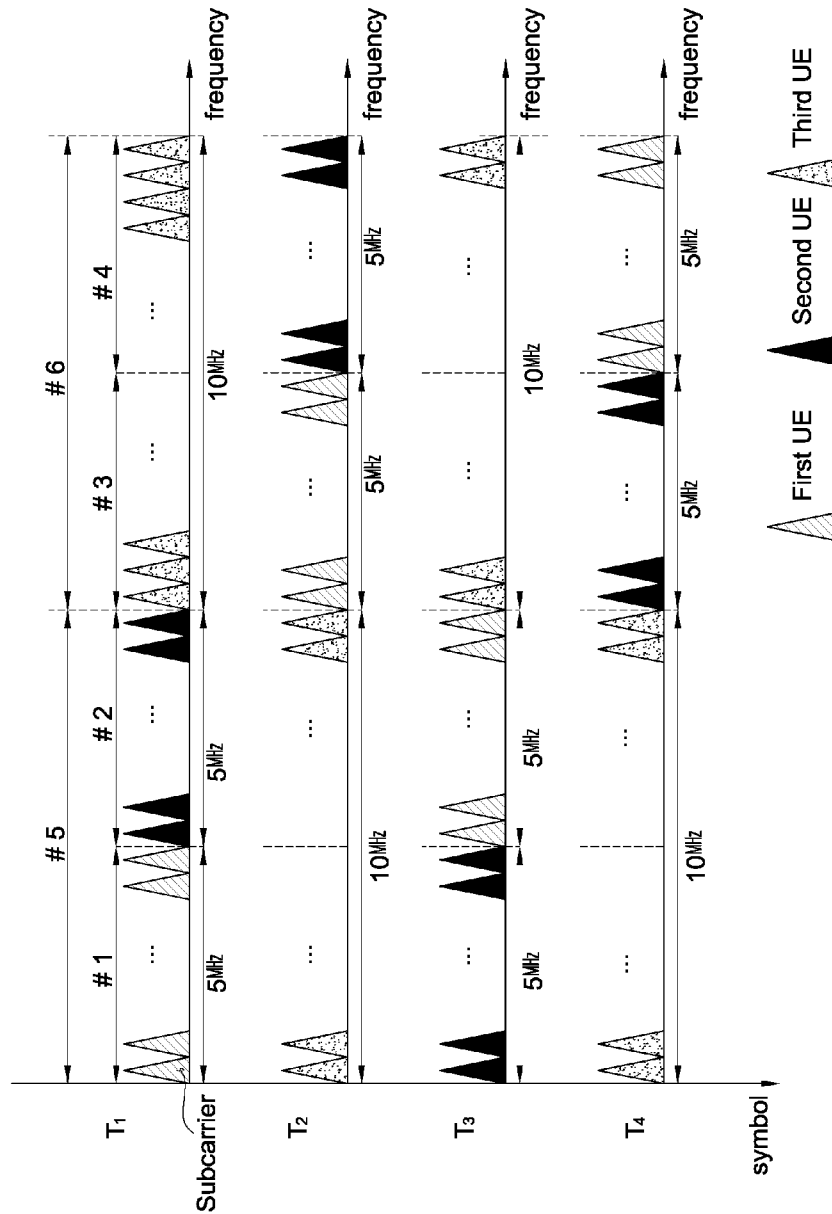 # 5
# 6
# 1
# 2
# 3
# 4
T1
...
...
...
...
frequency
Subcarrier
5MHz
5MHz
10MHz
T2
...
...
...
frequency
10MHz
5MHz
5MHz
T3
...
...
...
...
frequency
5MHz
5MHz
10MHz
T4
...
...
...
...
frequency
10MHz
5MHz
5MHz
symbol
First UE
Second UE
Third UE